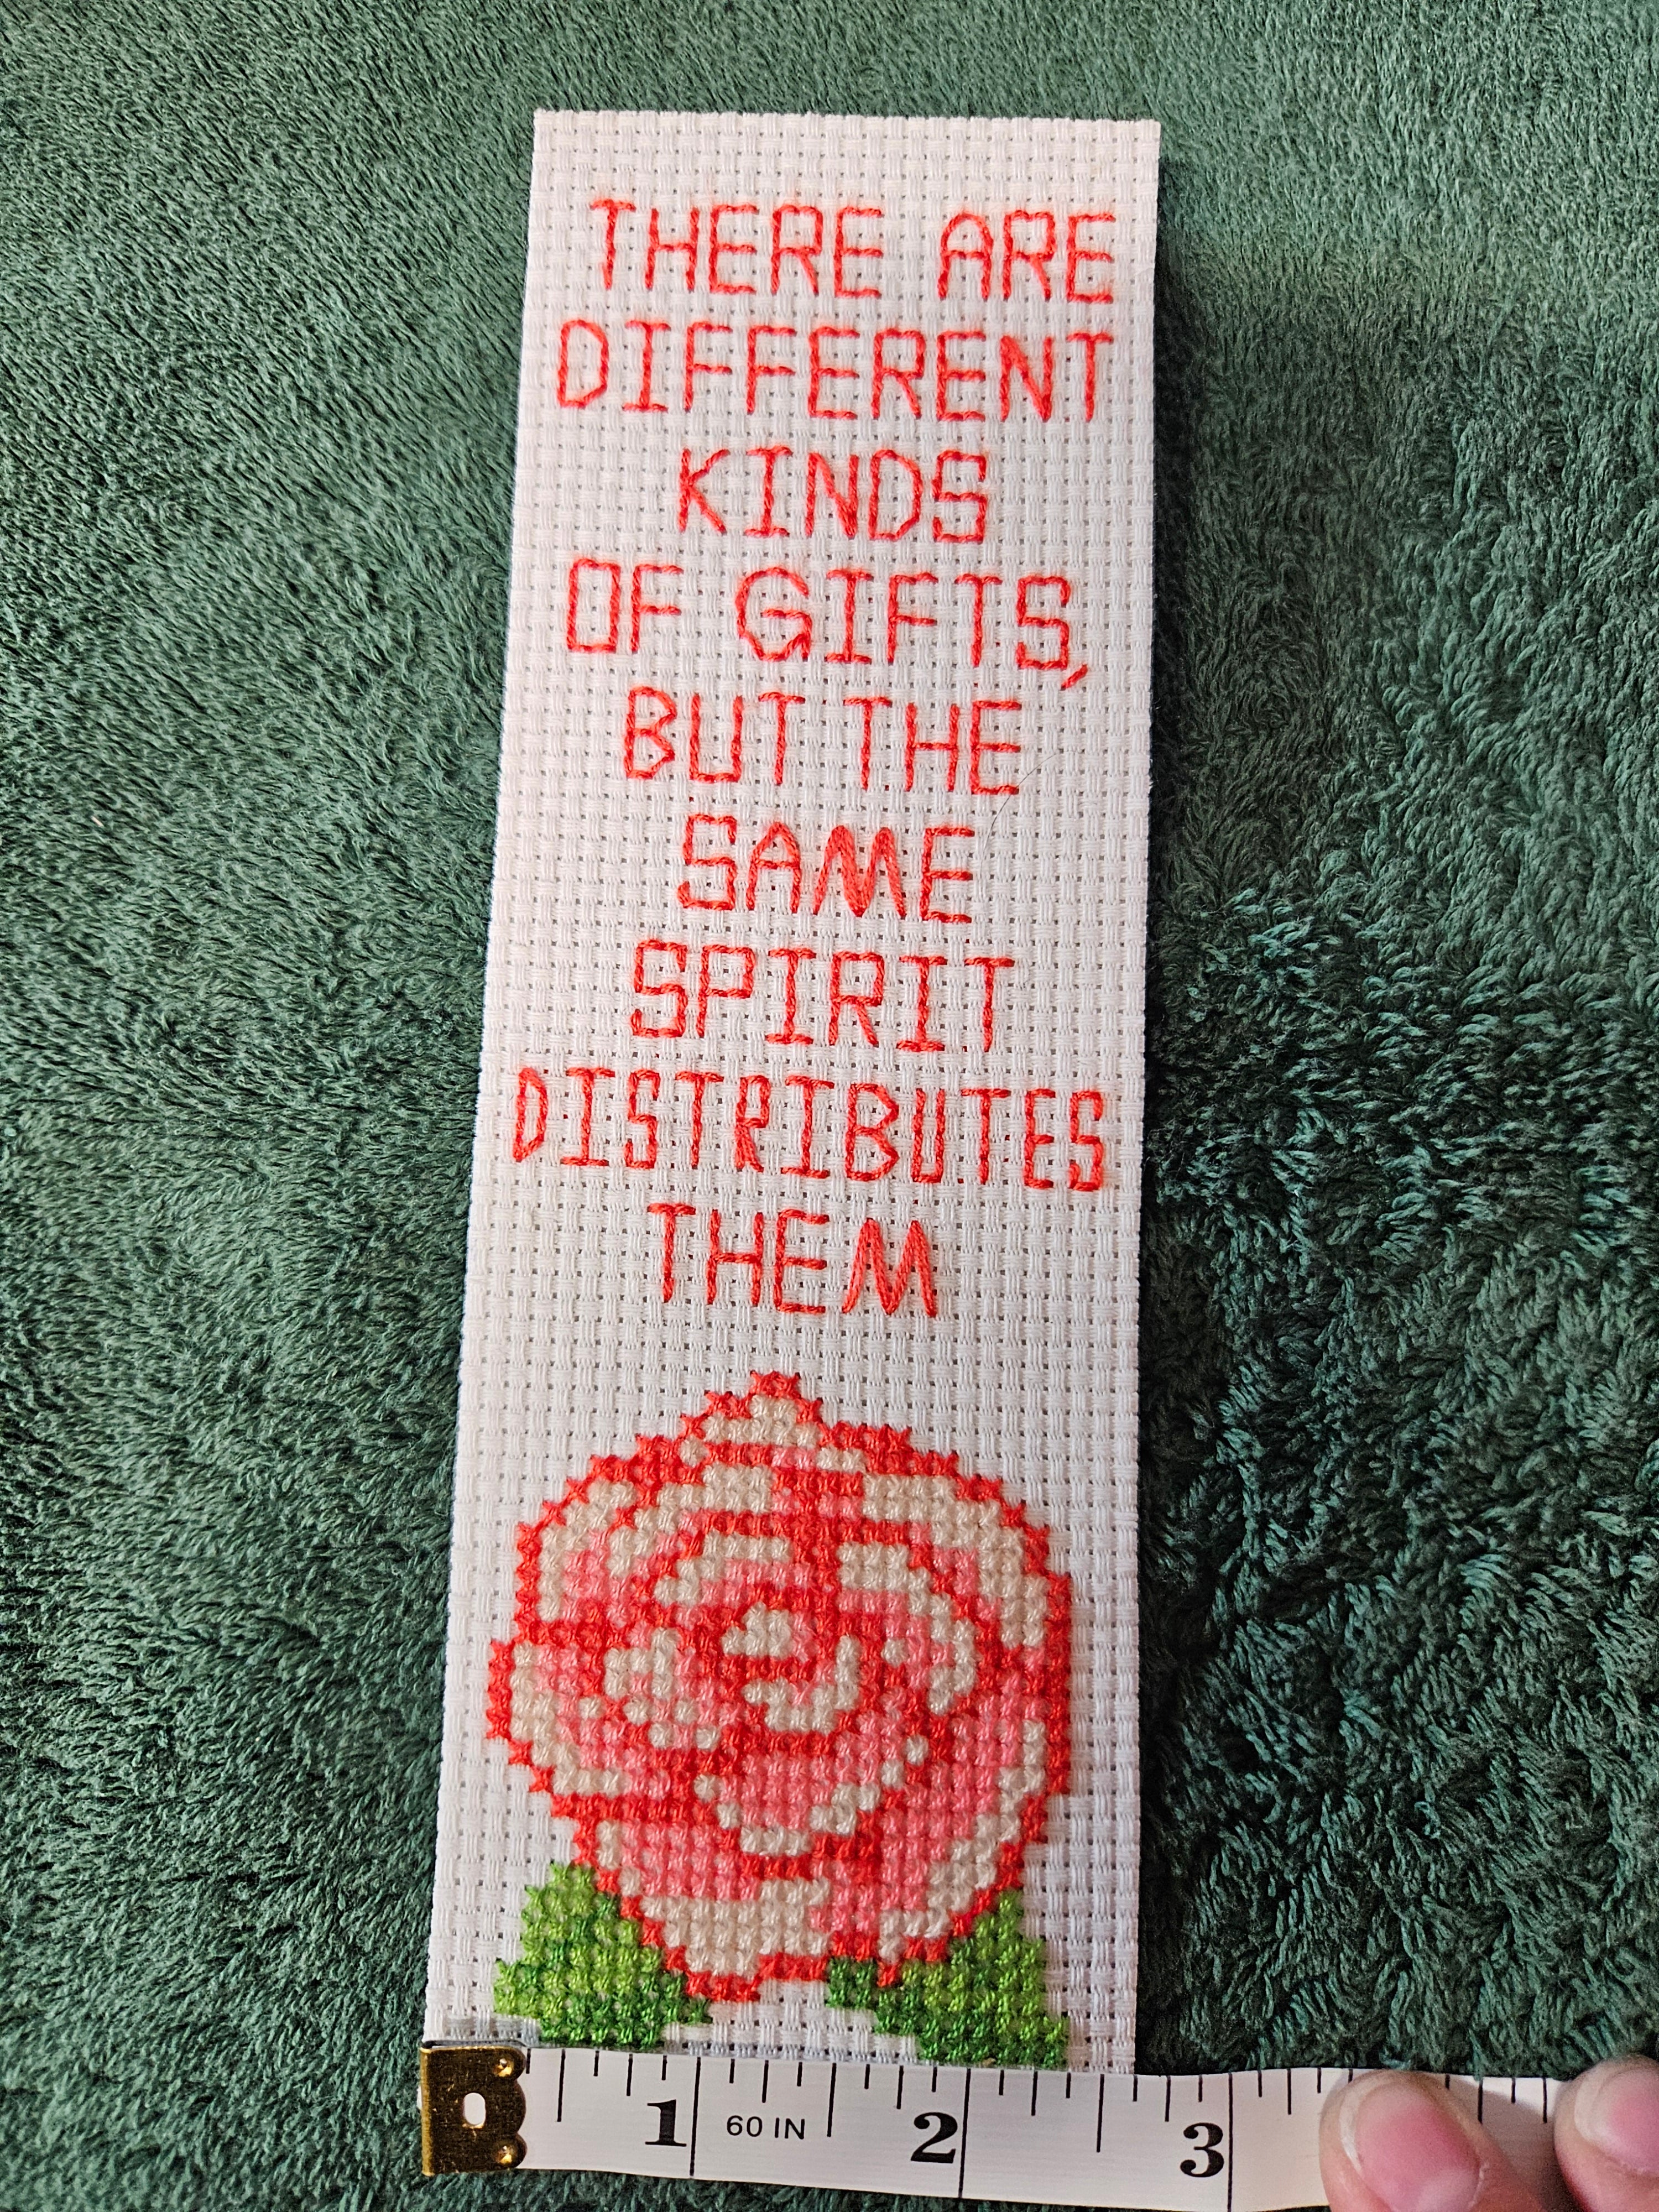 THERE ARE
DIFFERENT
KINDS
OF GIFTS,
BUT THE
SAME
SPIRIT
DISTRIBUTES
THEM
1 60 IN 2 3